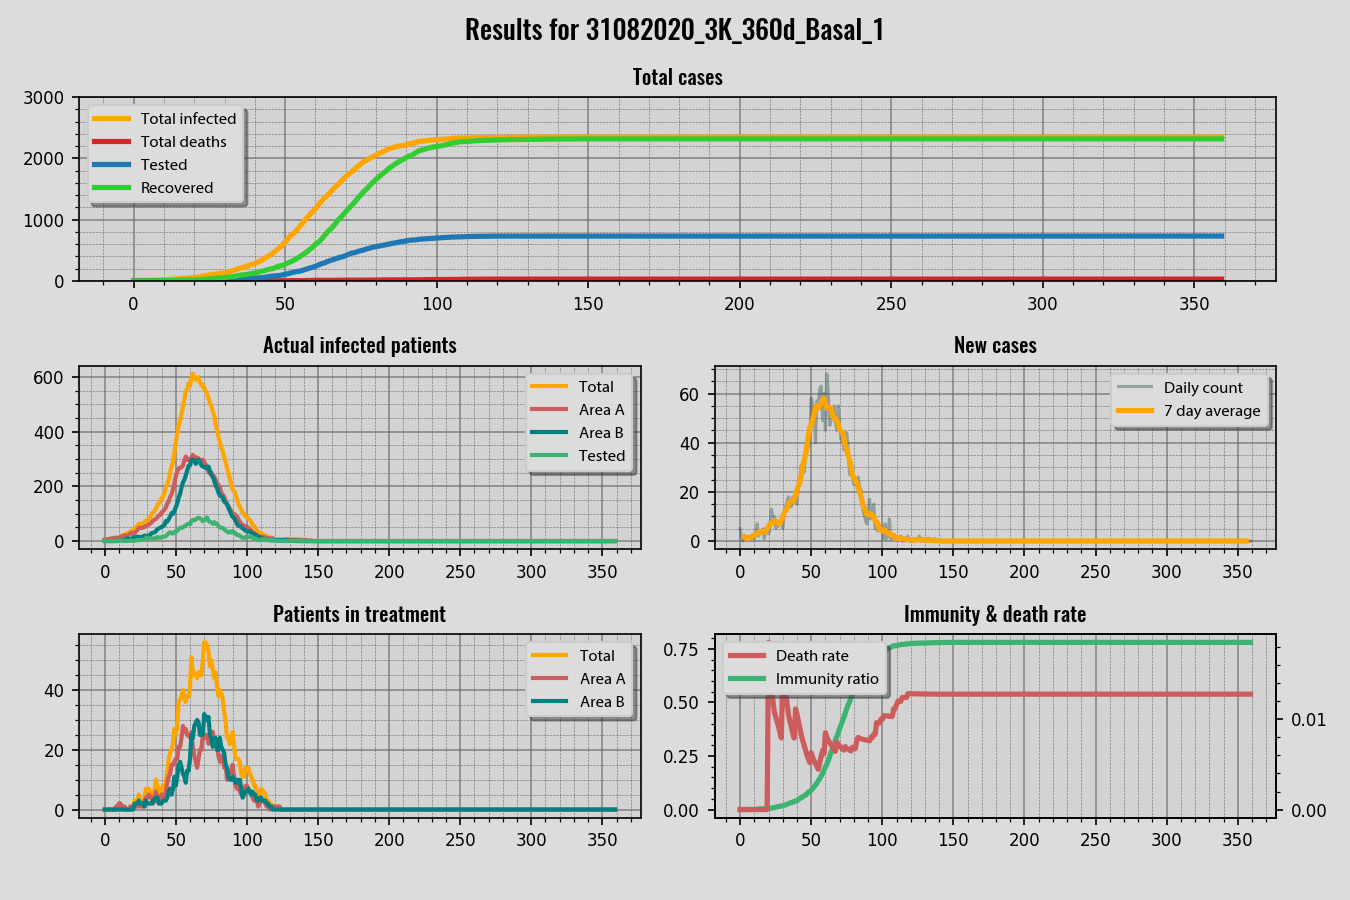 Results for 31082020_3K_360d_Basal_1
Total cases
3000
2000
1000
0
Total infected
Total deaths
Tested
Recovered
0 50 100 150 200 250 300 350
Actual infected patients
600
400
200
0
Total
Area A
Area B
Tested
0 50 100 150 200 250 300 350
New cases
60
40
20
0
Daily count
7 day average
0 50 100 150 200 250 300 350
Patients in treatment
40
20
0
Total
Area A
Area B
0 50 100 150 200 250 300 350
Immunity & death rate
0.75
0.50
0.25
0.00
Death rate
Immunity ratio
0.01
0.00
0 50 100 150 200 250 300 350